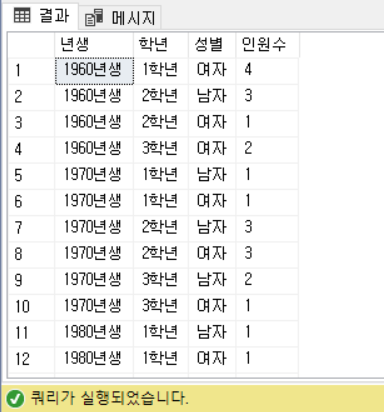 결과 메시지
년생 학년 성별 인원수
1 1960년생 1학년 여자 4
2 1960년생 2학년 남자 3
3 1960년생 2학년 여자 1
4 1960년생 3학년 여자 2
5 1970년생 1학년 남자 1
6 1970년생 1학년 여자 1
7 1970년생 2학년 남자 3
8 1970년생 2학년 여자 3
9 1970년생 3학년 남자 2
10 1970년생 3학년 여자 1
11 1980년생 1학년 남자 1
12 1980년생 1학년 여자 1
쿼리가 실행되었습니다.